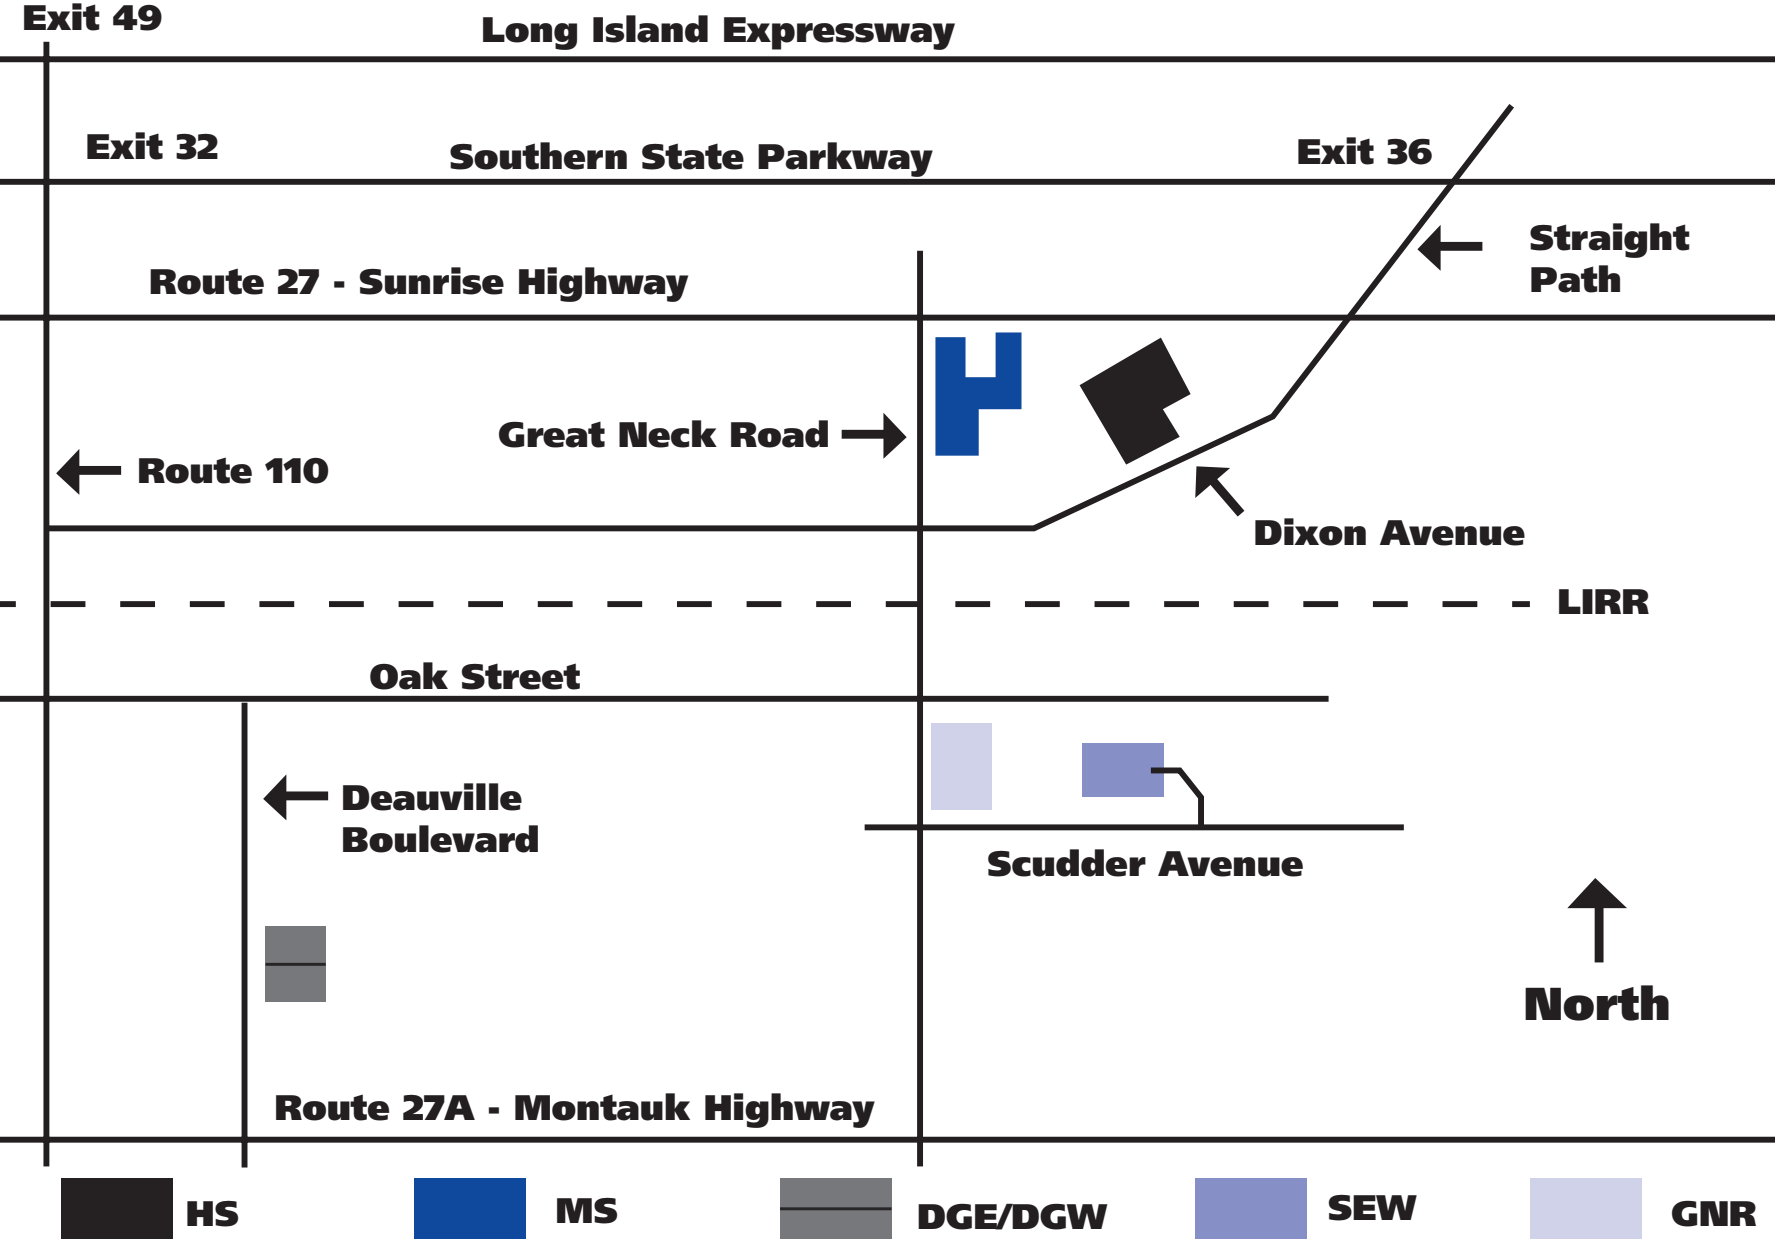 Exit 49
Long Island Expressway
Exit 32
Southern State Parkway
Exit 36
Straight
Path
Route 27 - Sunrise Highway
Great Neck Road
Route 110
Dixon Avenue
LIRR
Oak Street
Deauville
Boulevard
Scudder Avenue
North
Route 27A - Montauk Highway
HS
MS
DGE/DGW
SEW
GNR